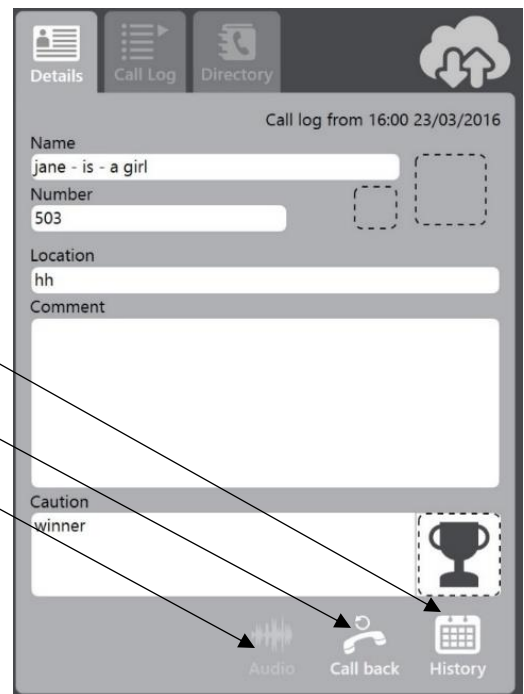 Details Call Log Directory
Call log from 16:00 23/03/2016
Name
jane - is - a girl
Number
503
Location
hh
Comment
Caution
winner
Audio Call back History